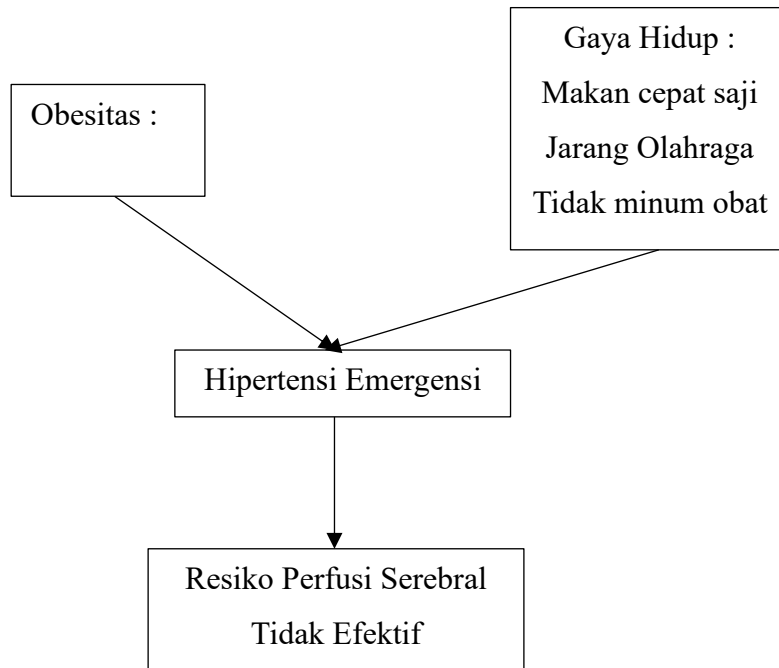 Obesitas :
Gaya Hidup :
Makan cepat saji
Jarang Olahraga
Tidak minum obat
Hipertensi Emergensi
Resiko Perfusi Serebral
Tidak Efektif